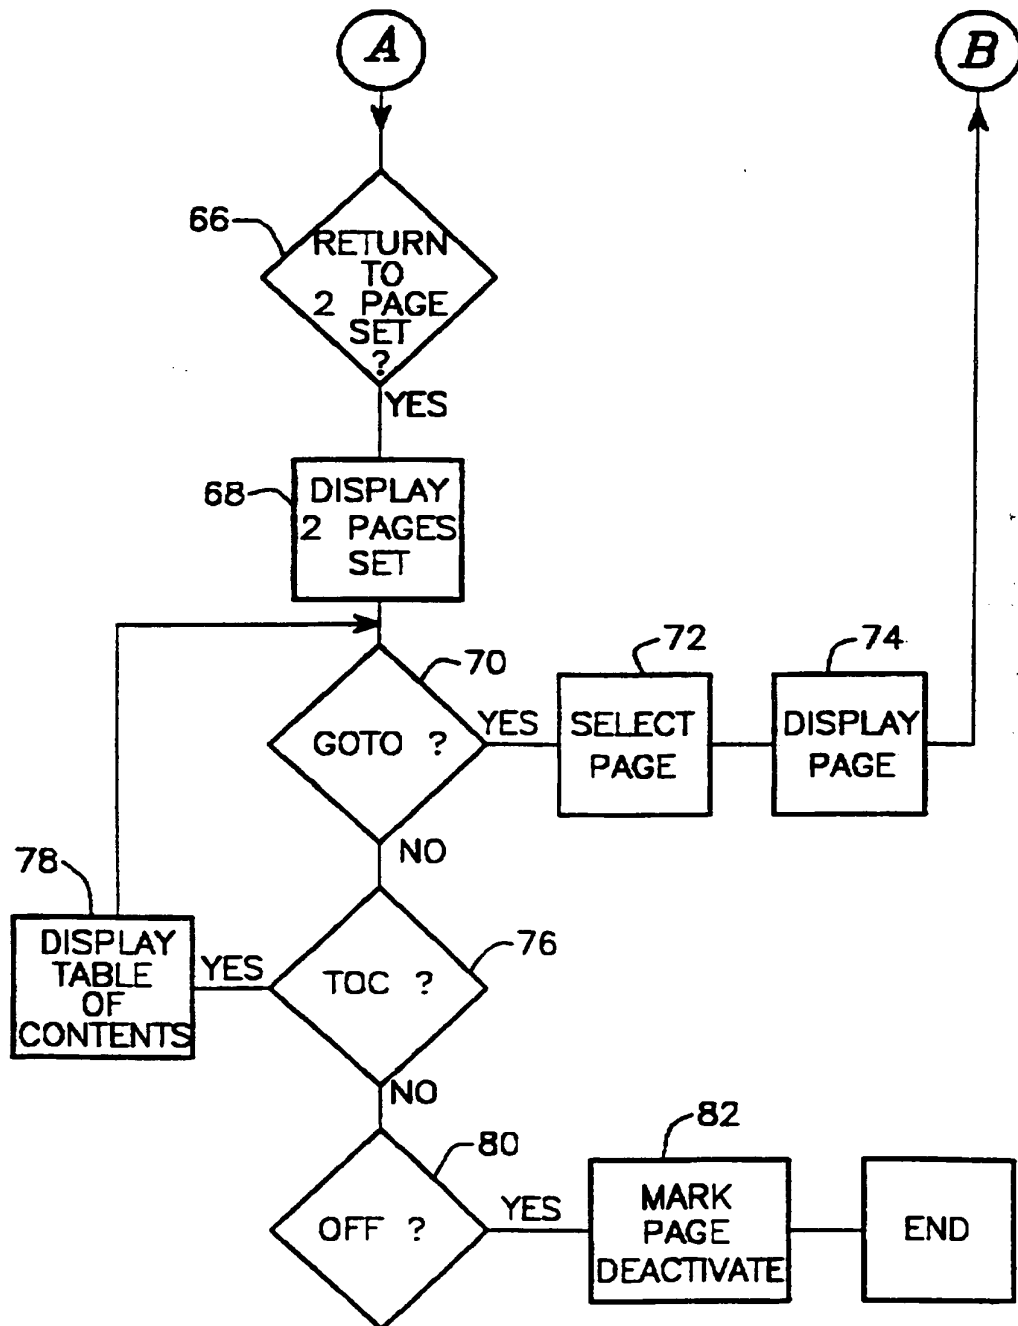 A
B
66
RETURN
TO
2 PAGE
SET
?
YES
68
DISPLAY
2 PAGES
SET
70
GOTO ?
YES
72
SELECT
PAGE
74
DISPLAY
PAGE
NO
78
DISPLAY
TABLE
OF
CONTENTS
YES
76
TOC ?
NO
80
OFF ?
YES
82
MARK
PAGE
DEACTIVATE
END